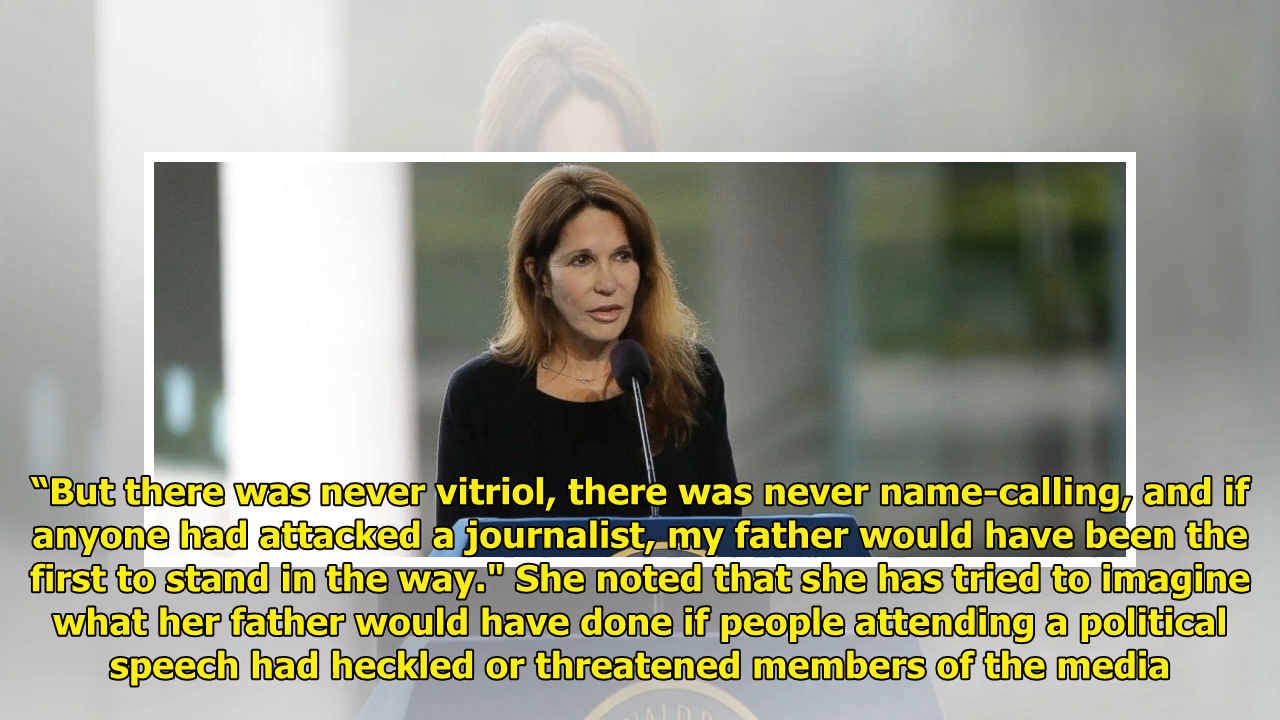 “But there was never vitriol, there was never name-calling, and if
anyone had attacked a journalist, my father would have been the
first to stand in the way." She noted that she has tried to imagine
what her father would have done if people attending a political
speech had heckled or threatened members of the media